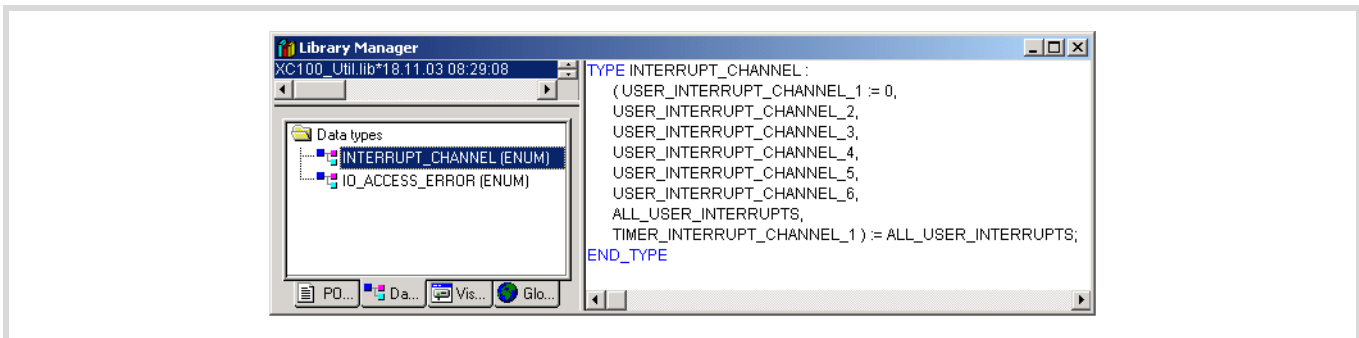 Library Manager
XC100_Util.lib*18.11.03 08:29:08
Data types
INTERRUPT_CHANNEL (ENUM)
IO_ACCESS_ERROR (ENUM)
PO... Da... Vis... Glo...
TYPE INTERRUPT_CHANNEL :
( USER_INTERRUPT_CHANNEL_1 := 0,
USER_INTERRUPT_CHANNEL_2,
USER_INTERRUPT_CHANNEL_3,
USER_INTERRUPT_CHANNEL_4,
USER_INTERRUPT_CHANNEL_5,
USER_INTERRUPT_CHANNEL_6,
ALL_USER_INTERRUPTS,
TIMER_INTERRUPT_CHANNEL_1 ) := ALL_USER_INTERRUPTS;
END_TYPE